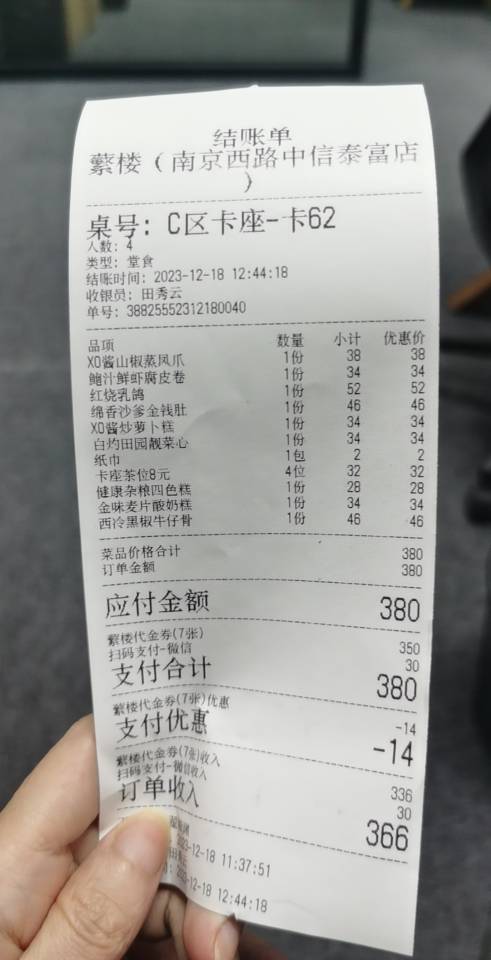 结账单
蘩楼（南京西路中信泰富店
）
桌号: C区卡座-卡62
人数: 4
类型: 堂食
结账时间: 2023-12-18 12:44:18
收银员: 田秀云
单号: 38825552312180040
品项 数量 小计 优惠价
XO酱山椒蒸凤爪 1份 38 38
鲍汁鲜虾腐皮卷 1份 34 34
红烧乳鸽 1份 52 52
绵香沙爹金钱肚 1份 46 46
XO酱炒萝卜糕 1份 34 34
白灼田园靓菜心 1份 34 34
纸巾 1包 2 2
卡座茶位8元 4位 32 32
健康杂粮四色糕 1份 28 28
金味麦片酸奶糕 1份 34 34
西冷黑椒牛仔骨 1份 46 46
菜品价格合计 380
订单金额 380
应付金额 380
蘩楼代金券(7张) 350
扫码支付-微信 30
支付合计 380
蘩楼代金券(7张)优惠 -14
支付优惠 -14
蘩楼代金券(7张)收入 336
扫码支付-微信收入 30
订单收入 366
23-12-18 11:37:51
田秀云
2023-12-18 12:44:18